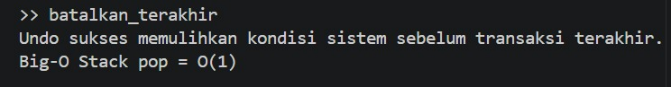 >> batalkan_terakhir
Undo sukses memulihkan kondisi sistem sebelum transaksi terakhir.
Big-O Stack pop = O(1)